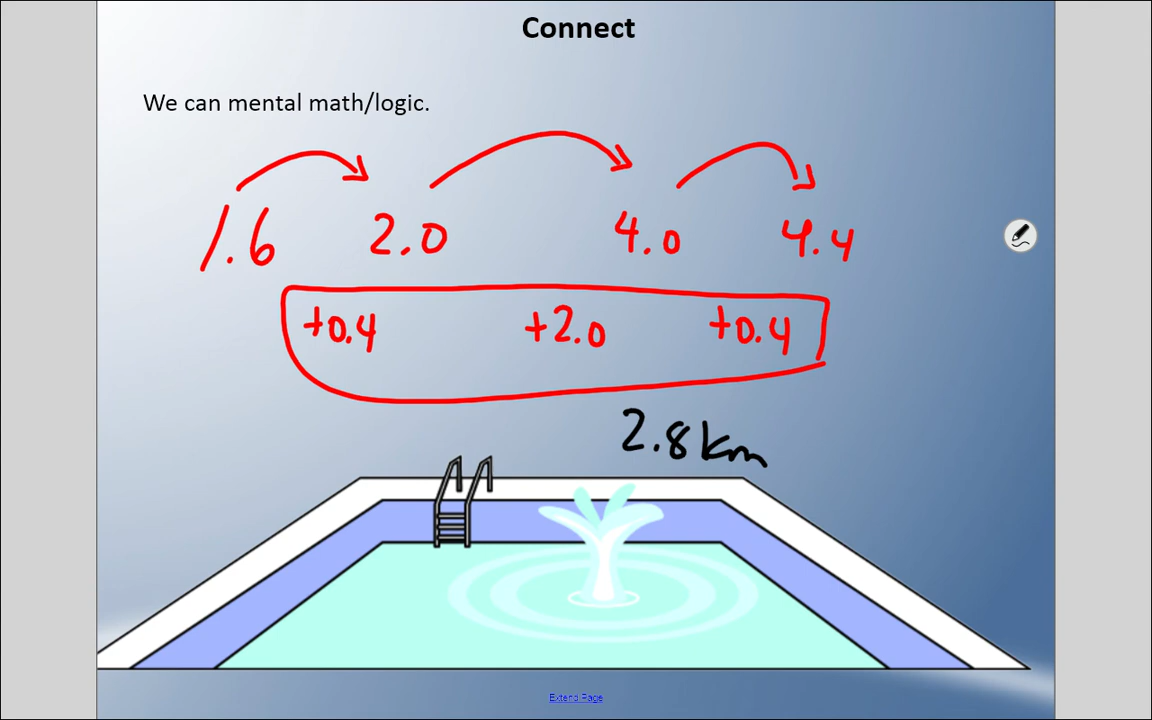 Connect
We can mental math/logic.
1.6 2.0 4.0 4.4
+0.4 +2.0 +0.4
2.8 km
Extend Page